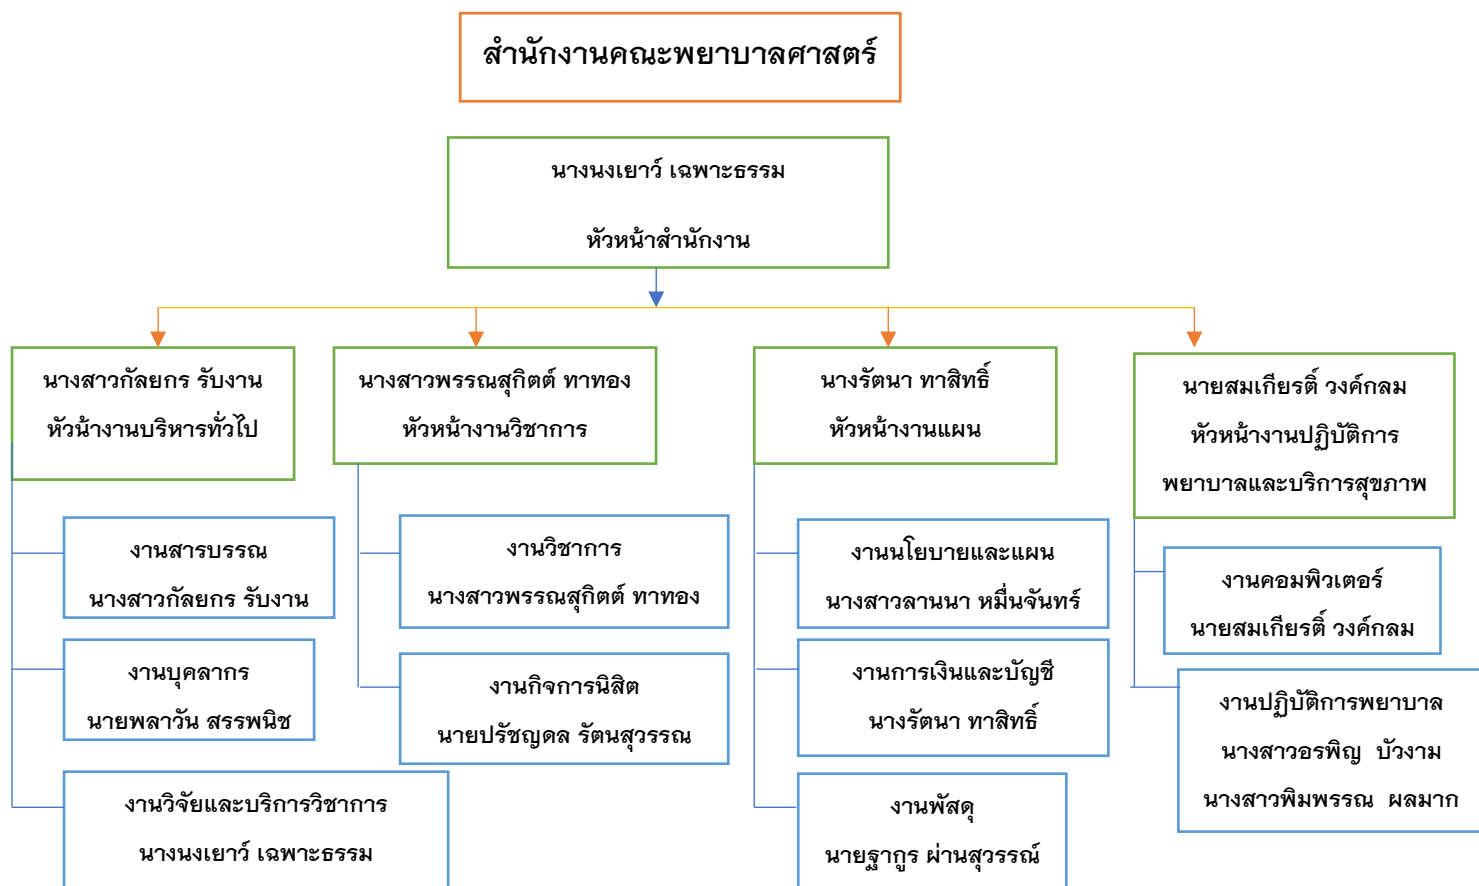 สำนักงานคณะพยาบาลศาสตร์
นางนงเยาว์ เฉพาะธรรม
หัวหน้าสำนักงาน
นางสาวกัลยกร รับงาน
หัวน้างานบริหารทั่วไป
นางสาวพรรณสุกิตต์ ทาทอง
หัวหน้างานวิชาการ
นางรัตนา ทาสิทธิ์
หัวหน้างานแผน
นายสมเกียรติ์ วงค์กลม
หัวหน้างานปฏิบัติการ
พยาบาลและบริการสุขภาพ
งานสารบรรณ
นางสาวกัลยกร รับงาน
งานบุคลากร
นายพลาวัน สรรพนิช
งานวิจัยและบริการวิชาการ
นางนงเยาว์ เฉพาะธรรม
งานวิชาการ
นางสาวพรรณสุกิตต์ ทาทอง
งานกิจการนิสิต
นายปรัชญดล รัตนสุวรรณ
งานนโยบายและแผน
นางสาวลานนา หมื่นจันทร์
งานการเงินและบัญชี
นางรัตนา ทาสิทธิ์
งานพัสดุ
นายฐากูร ผ่านสุวรรณ์
งานคอมพิวเตอร์
นายสมเกียรติ์ วงค์กลม
งานปฏิบัติการพยาบาล
นางสาวอรพิญ บัวงาม
นางสาวพิมพรรณ ผลมาก